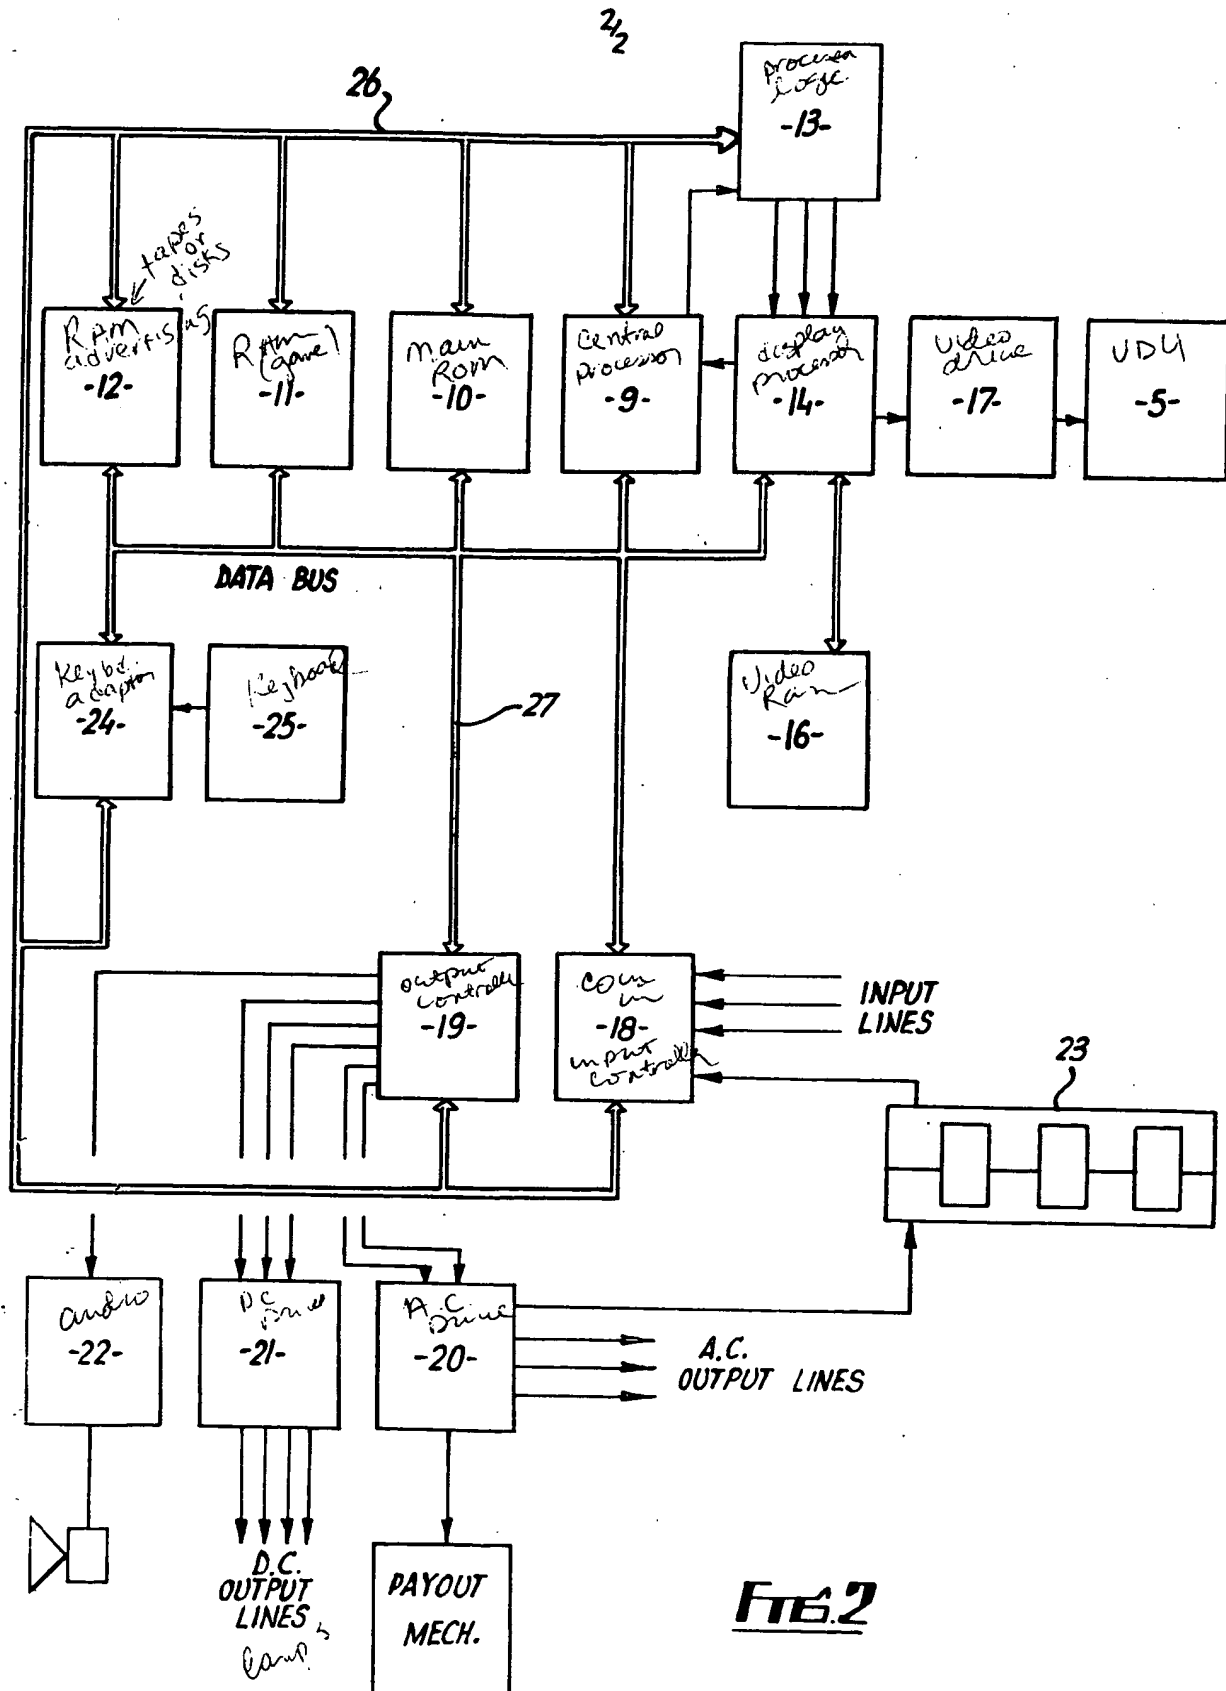 2/2
26
processor
logic
-13-
tapes
or
disks
RAM
advertising
-12-
RAM
(game)
-11-
main
ROM
-10-
central
processor
-9-
display
processor
-14-
video
drive
-17-
VDU
-5-
DATA BUS
Keybd.
adaptor
-24-
Keyboard
-25-
27
Video
Ram
-16-
output
controller
-19-
coin
in
-18-
input
controller
INPUT
LINES
23
audio
-22-
DC
Drive
-21-
AC
Drive
-20-
A.C.
OUTPUT LINES
D.C.
OUTPUT
LINES
lamps
PAYOUT
MECH.
FIG.2